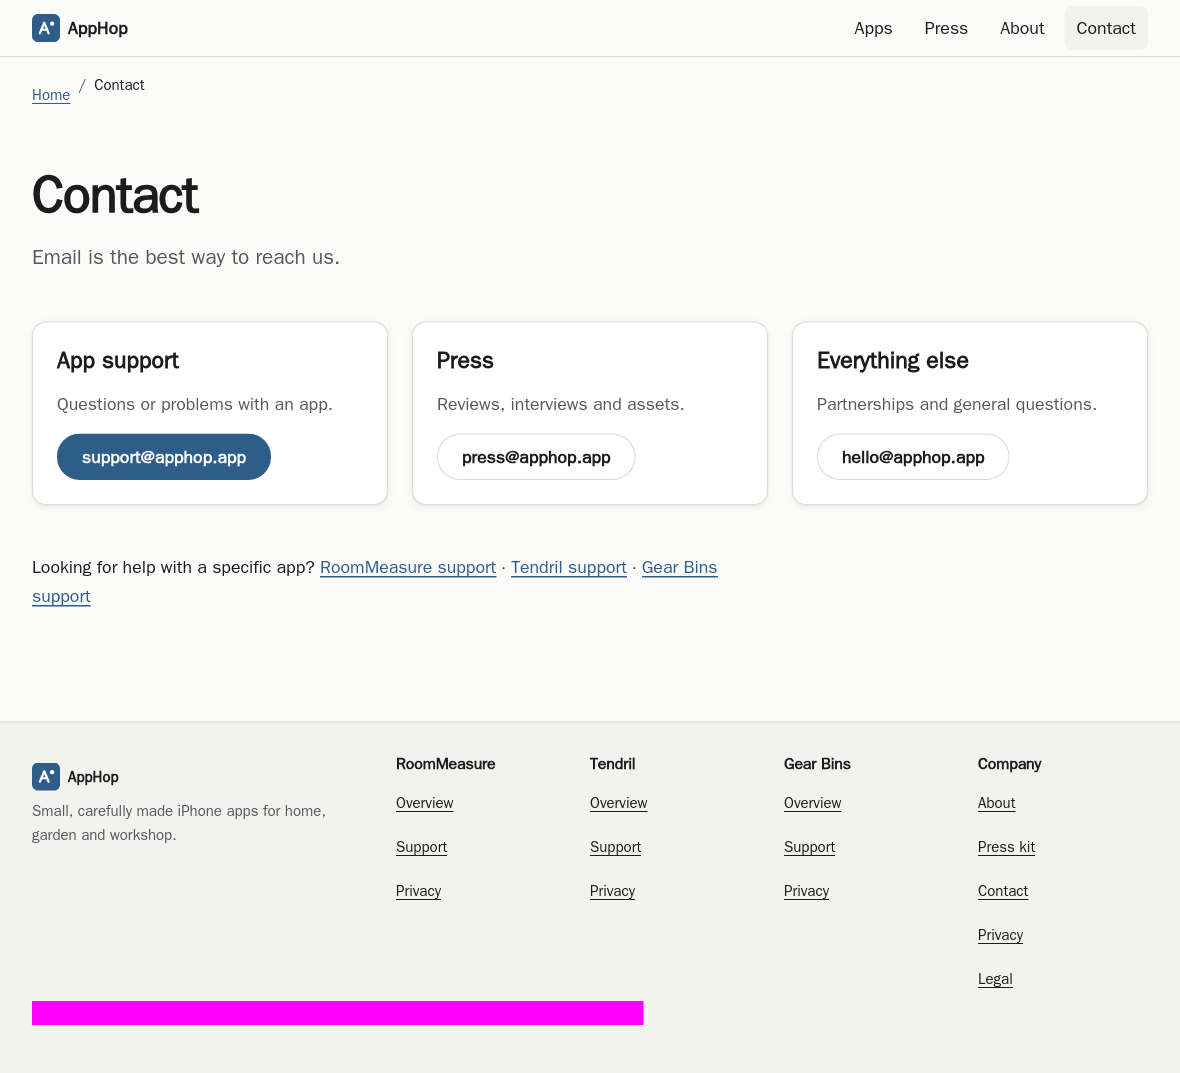 AppHop
Apps Press About Contact
Home / Contact
Contact
Email is the best way to reach us.
App support
Questions or problems with an app.
support@apphop.app
Press
Reviews, interviews and assets.
press@apphop.app
Everything else
Partnerships and general questions.
hello@apphop.app
Looking for help with a specific app? RoomMeasure support · Tendril support · Gear Bins
support
AppHop
Small, carefully made iPhone apps for home,
garden and workshop.
RoomMeasure
Overview
Support
Privacy
Tendril
Overview
Support
Privacy
Gear Bins
Overview
Support
Privacy
Company
About
Press kit
Contact
Privacy
Legal